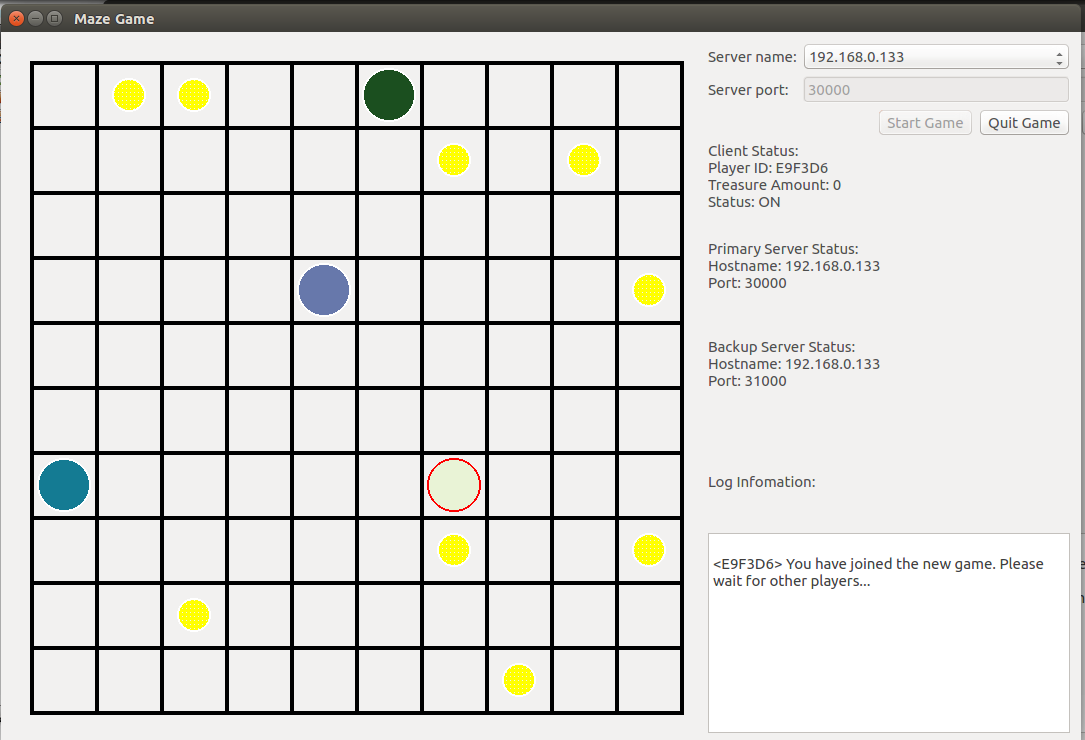 Maze Game
Server name: 192.168.0.133
Server port: 30000
Start Game Quit Game
Client Status:
Player ID: E9F3D6
Treasure Amount: 0
Status: ON
Primary Server Status:
Hostname: 192.168.0.133
Port: 30000
Backup Server Status:
Hostname: 192.168.0.133
Port: 31000
Log Infomation:
<E9F3D6> You have joined the new game. Please
wait for other players...